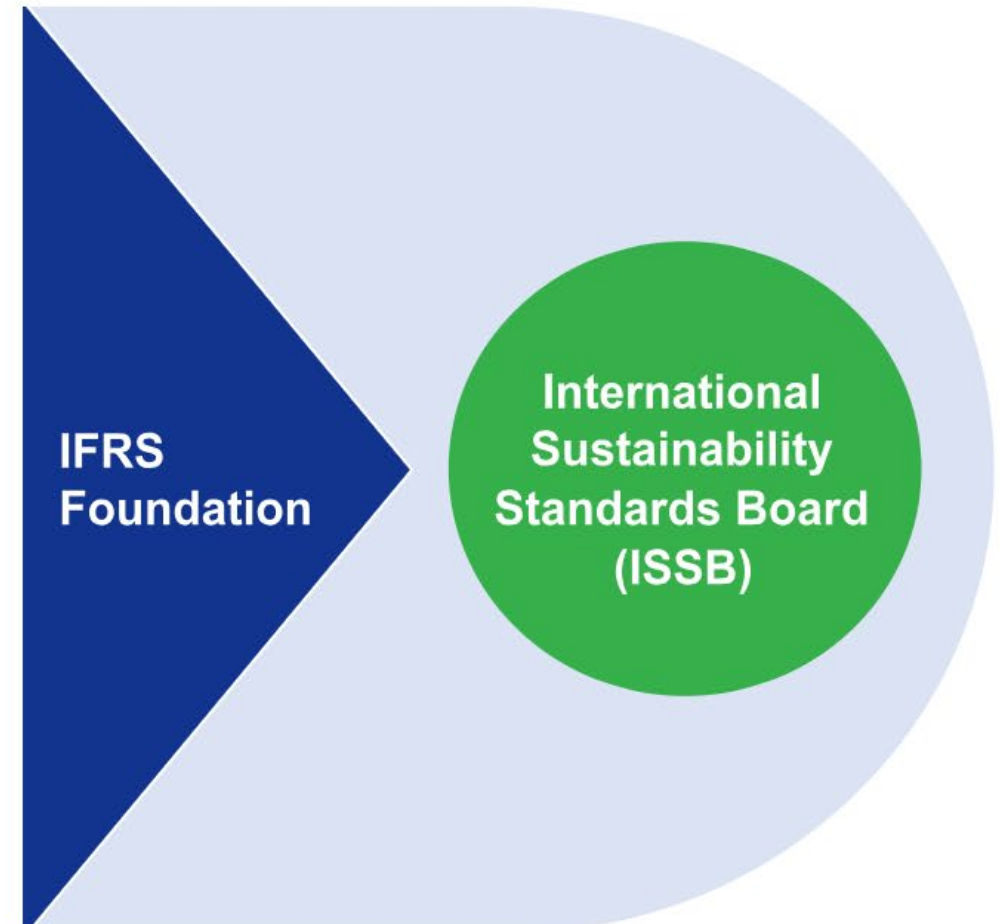 IFRS
Foundation
International
Sustainability
Standards Board
(ISSB)